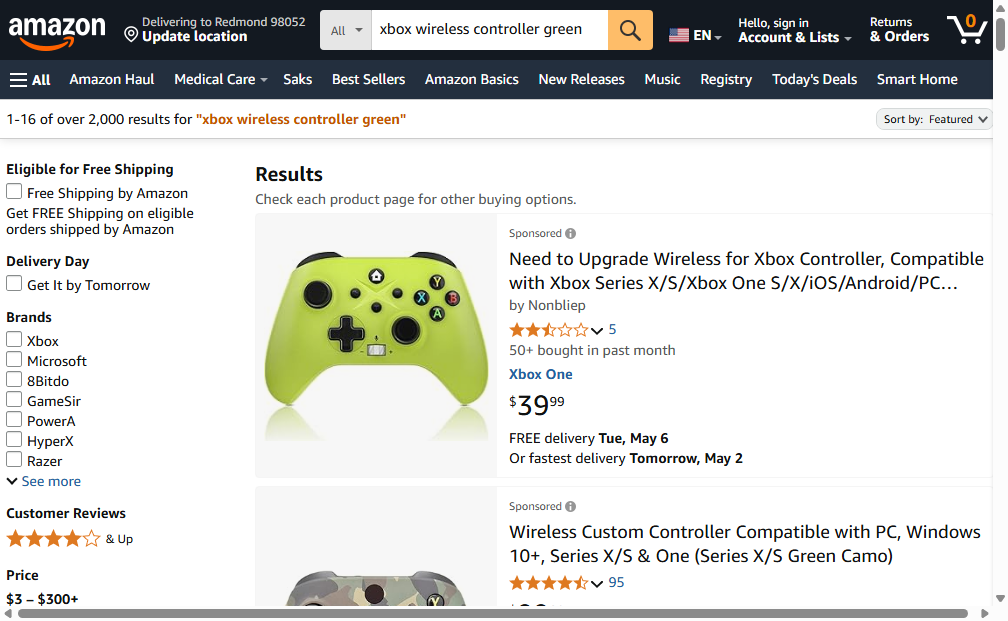 amazon
Delivering to Redmond 98052
Update location
All
xbox wireless controller green
EN
Hello, sign in
Account & Lists
Returns
& Orders
0
All
Amazon Haul
Medical Care
Saks
Best Sellers
Amazon Basics
New Releases
Music
Registry
Today's Deals
Smart Home
1-16 of over 2,000 results for "xbox wireless controller green"
Sort by: Featured
Eligible for Free Shipping
Free Shipping by Amazon
Get FREE Shipping on eligible
orders shipped by Amazon
Delivery Day
Get It by Tomorrow
Brands
Xbox
Microsoft
8Bitdo
GameSir
PowerA
HyperX
Razer
See more
Customer Reviews
& Up
Price
$3 – $300+
Results
Check each product page for other buying options.
Y
X
B
A
Sponsored
Need to Upgrade Wireless for Xbox Controller, Compatible
with Xbox Series X/S/Xbox One S/X/iOS/Android/PC…
by Nonbliep
5
50+ bought in past month
Xbox One
$39 99
FREE delivery Tue, May 6
Or fastest delivery Tomorrow, May 2
Y
Sponsored
Wireless Custom Controller Compatible with PC, Windows
10+, Series X/S & One (Series X/S Green Camo)
95